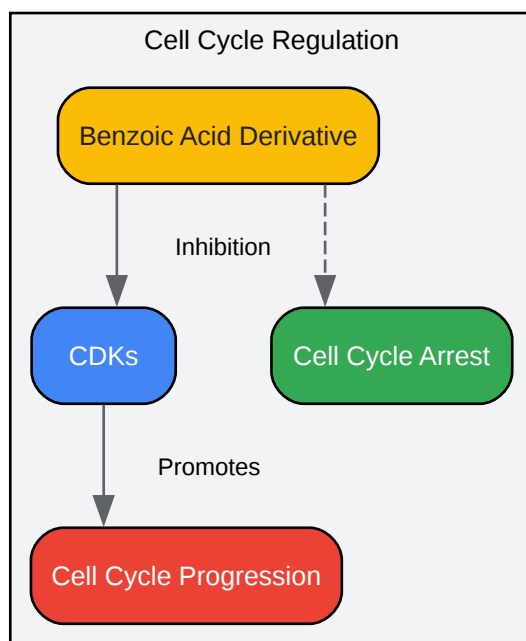 Cell Cycle Regulation
Benzoic Acid Derivative
Inhibition
CDKs
Cell Cycle Arrest
Promotes
Cell Cycle Progression